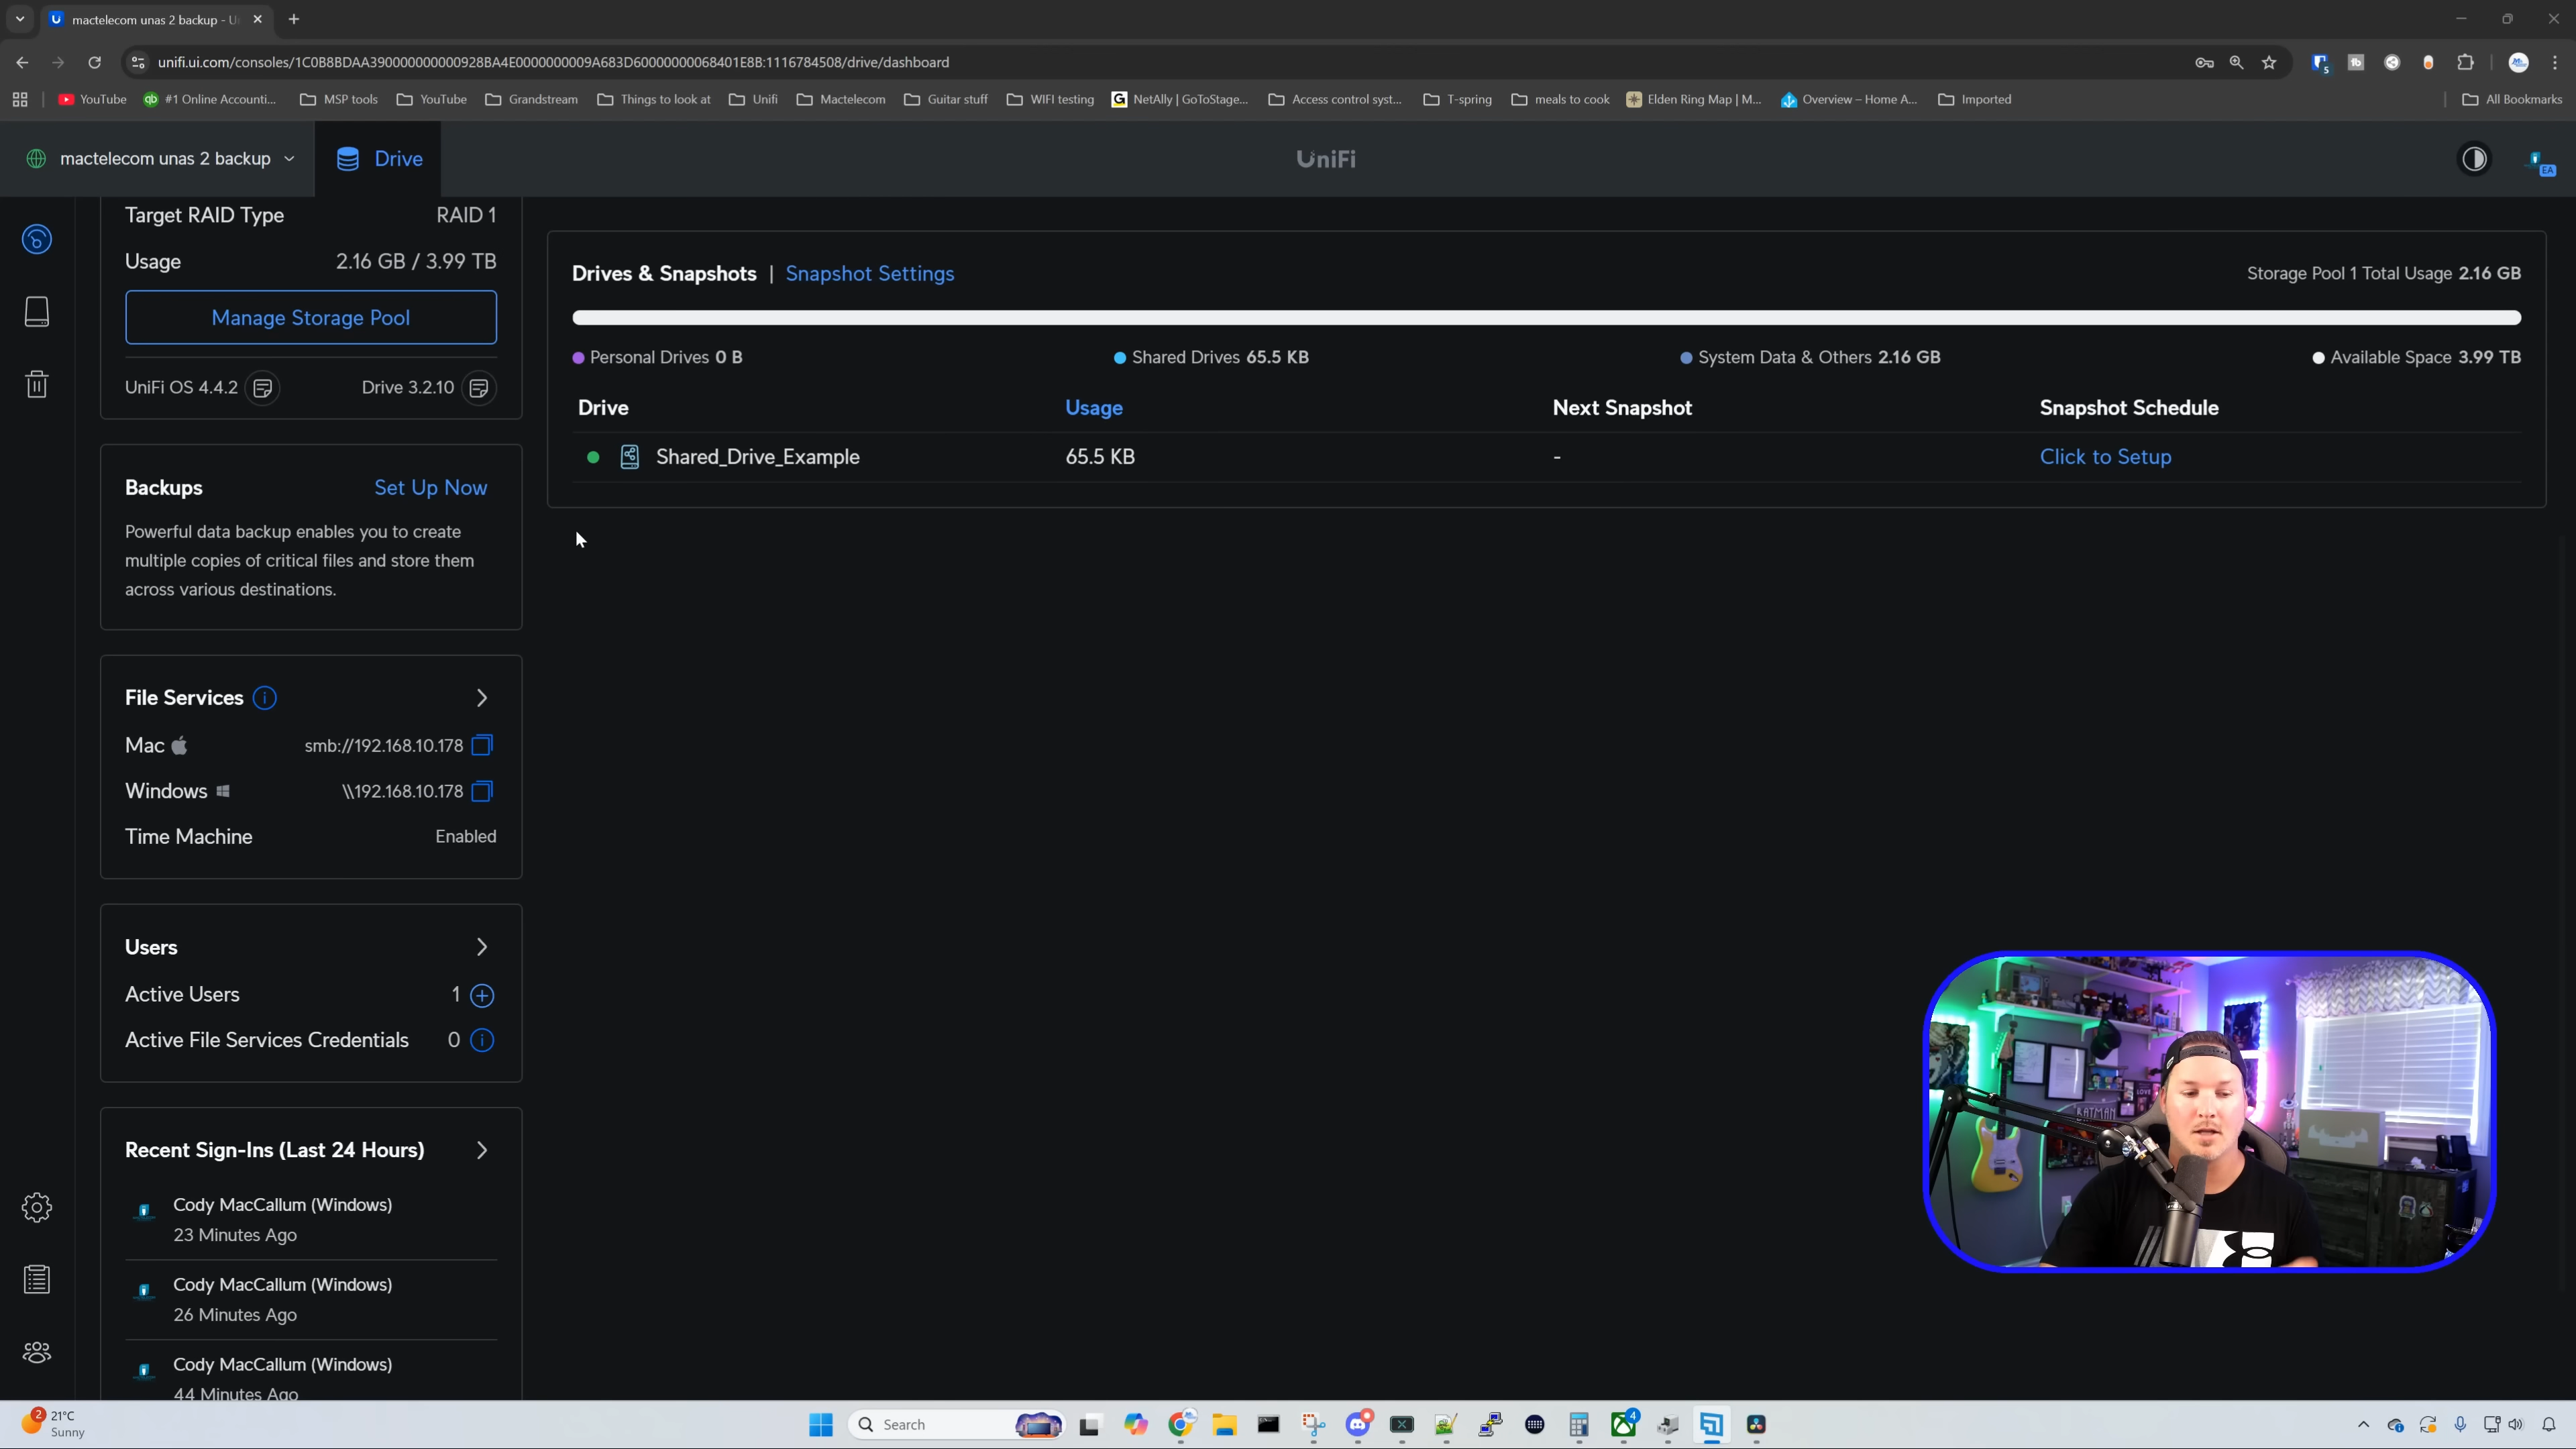 mactelecom unas 2 backup - U
unifi.ui.com/consoles/1C0B8BDAA390000000000928BA4E0000000009A683D60000000068401E8B:1116784508/drive/dashboard
YouTube
#1 Online Accounti...
MSP tools
YouTube
Grandstream
Things to look at
Unifi
Mactelecom
Guitar stuff
WIFI testing
NetAlly | GoToStage...
Access control syst...
T-spring
meals to cook
Elden Ring Map | M...
Overview – Home A...
Imported
All Bookmarks
mactelecom unas 2 backup
Drive
UniFi
EA
Target RAID Type RAID 1
Usage 2.16 GB / 3.99 TB
Manage Storage Pool
UniFi OS 4.4.2 Drive 3.2.10
Backups Set Up Now
Powerful data backup enables you to create
multiple copies of critical files and store them
across various destinations.
File Services
Mac smb://192.168.10.178
Windows \\192.168.10.178
Time Machine Enabled
Users
Active Users 1
Active File Services Credentials 0
Recent Sign-Ins (Last 24 Hours)
Cody MacCallum (Windows)
23 Minutes Ago
Cody MacCallum (Windows)
26 Minutes Ago
Cody MacCallum (Windows)
44 Minutes Ago
Drives & Snapshots | Snapshot Settings Storage Pool 1 Total Usage 2.16 GB
Personal Drives 0 B Shared Drives 65.5 KB System Data & Others 2.16 GB Available Space 3.99 TB
Drive Usage Next Snapshot Snapshot Schedule
Shared_Drive_Example 65.5 KB - Click to Setup
BATMAN
LOVE
2
21°C
Sunny
Search
4